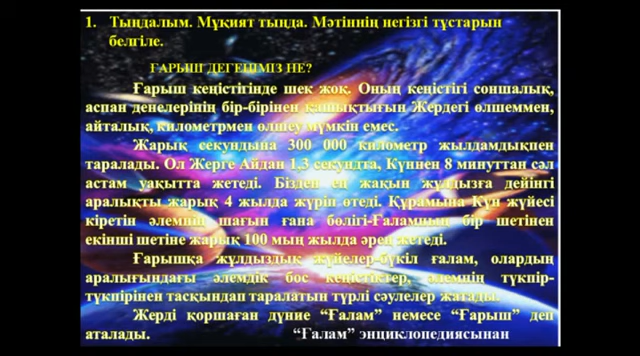 1. Тыңдалым. Мұқият тыңда. Мәтіннің негізгі тұстарын
белгіле.
ҒАРЫШ ДЕГЕНІМІЗ НЕ?
Ғарыш кеңістігінде шек жоқ. Оның кеңістігі соншалық,
аспан денелерінің бір-бірінен қашықтығын Жердегі өлшеммен,
айталық, километрмен өлшеу мүмкін емес.
Жарық секундына 300 000 километр жылдамдықпен
таралады. Ол Жерге Айдан 1,3 секундта, Күннен 8 минуттан сәл
астам уақытта жетеді. Бізден ең жақын жұлдызға дейінгі
аралықты жарық 4 жылда жүріп өтеді. Құрамына Күн жүйесі
кіретін әлемнің шағын ғана бөлігі-Ғаламның бір шетінен
екінші шетіне жарық 100 мың жылда әрең жетеді.
Ғарышқа жұлдыздық жүйелер-бүкіл ғалам, олардың
аралығындағы әлемдік бос кеңістіктер, әлемнің түкпір-
түкпірінен тасқындап таралатын түрлі сәулелер жатады.
Жерді қоршаған дүние “Ғалам” немесе “Ғарыш” деп
аталады. “Ғалам” энциклопедиясынан